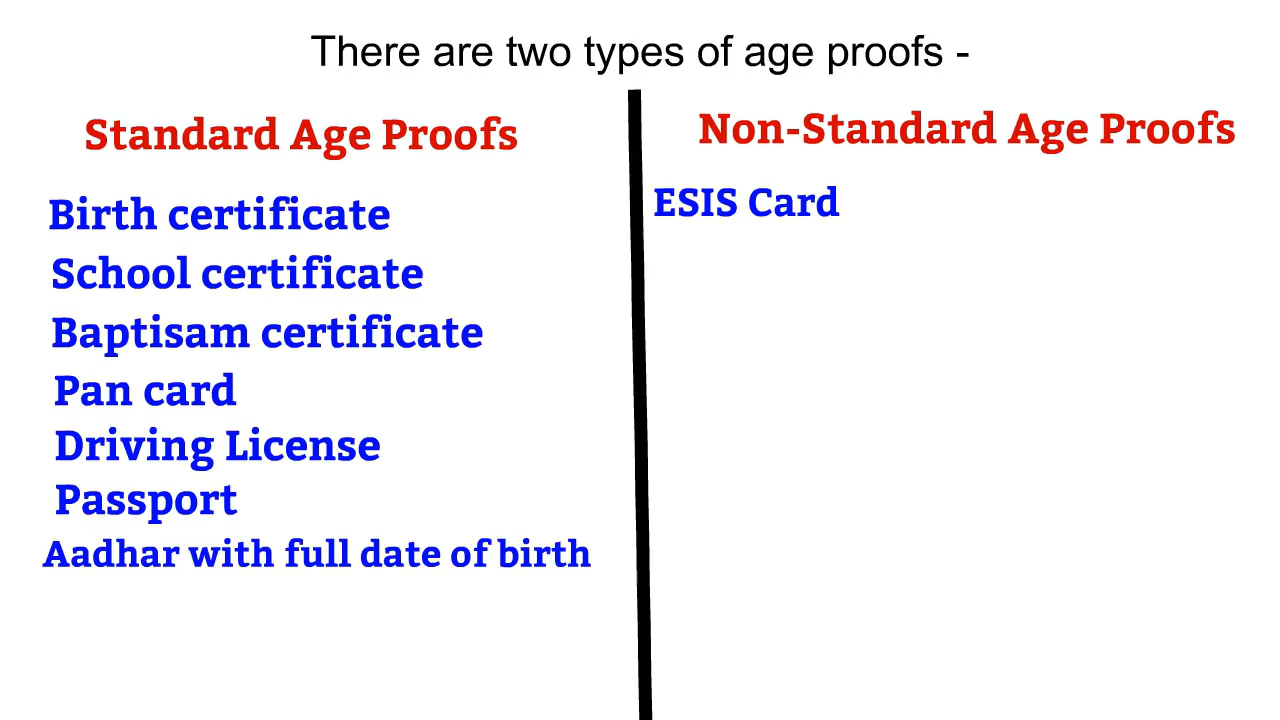 There are two types of age proofs -
Standard Age Proofs
Birth certificate
School certificate
Baptisam certificate
Pan card
Driving License
Passport
Aadhar with full date of birth
Non-Standard Age Proofs
ESIS Card